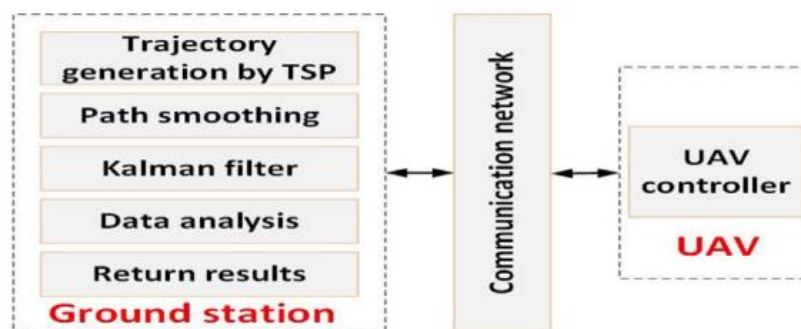 Trajectory
generation by TSP
Path smoothing
Kalman filter
Data analysis
Return results
Ground station
Communication network
UAV
controller
UAV